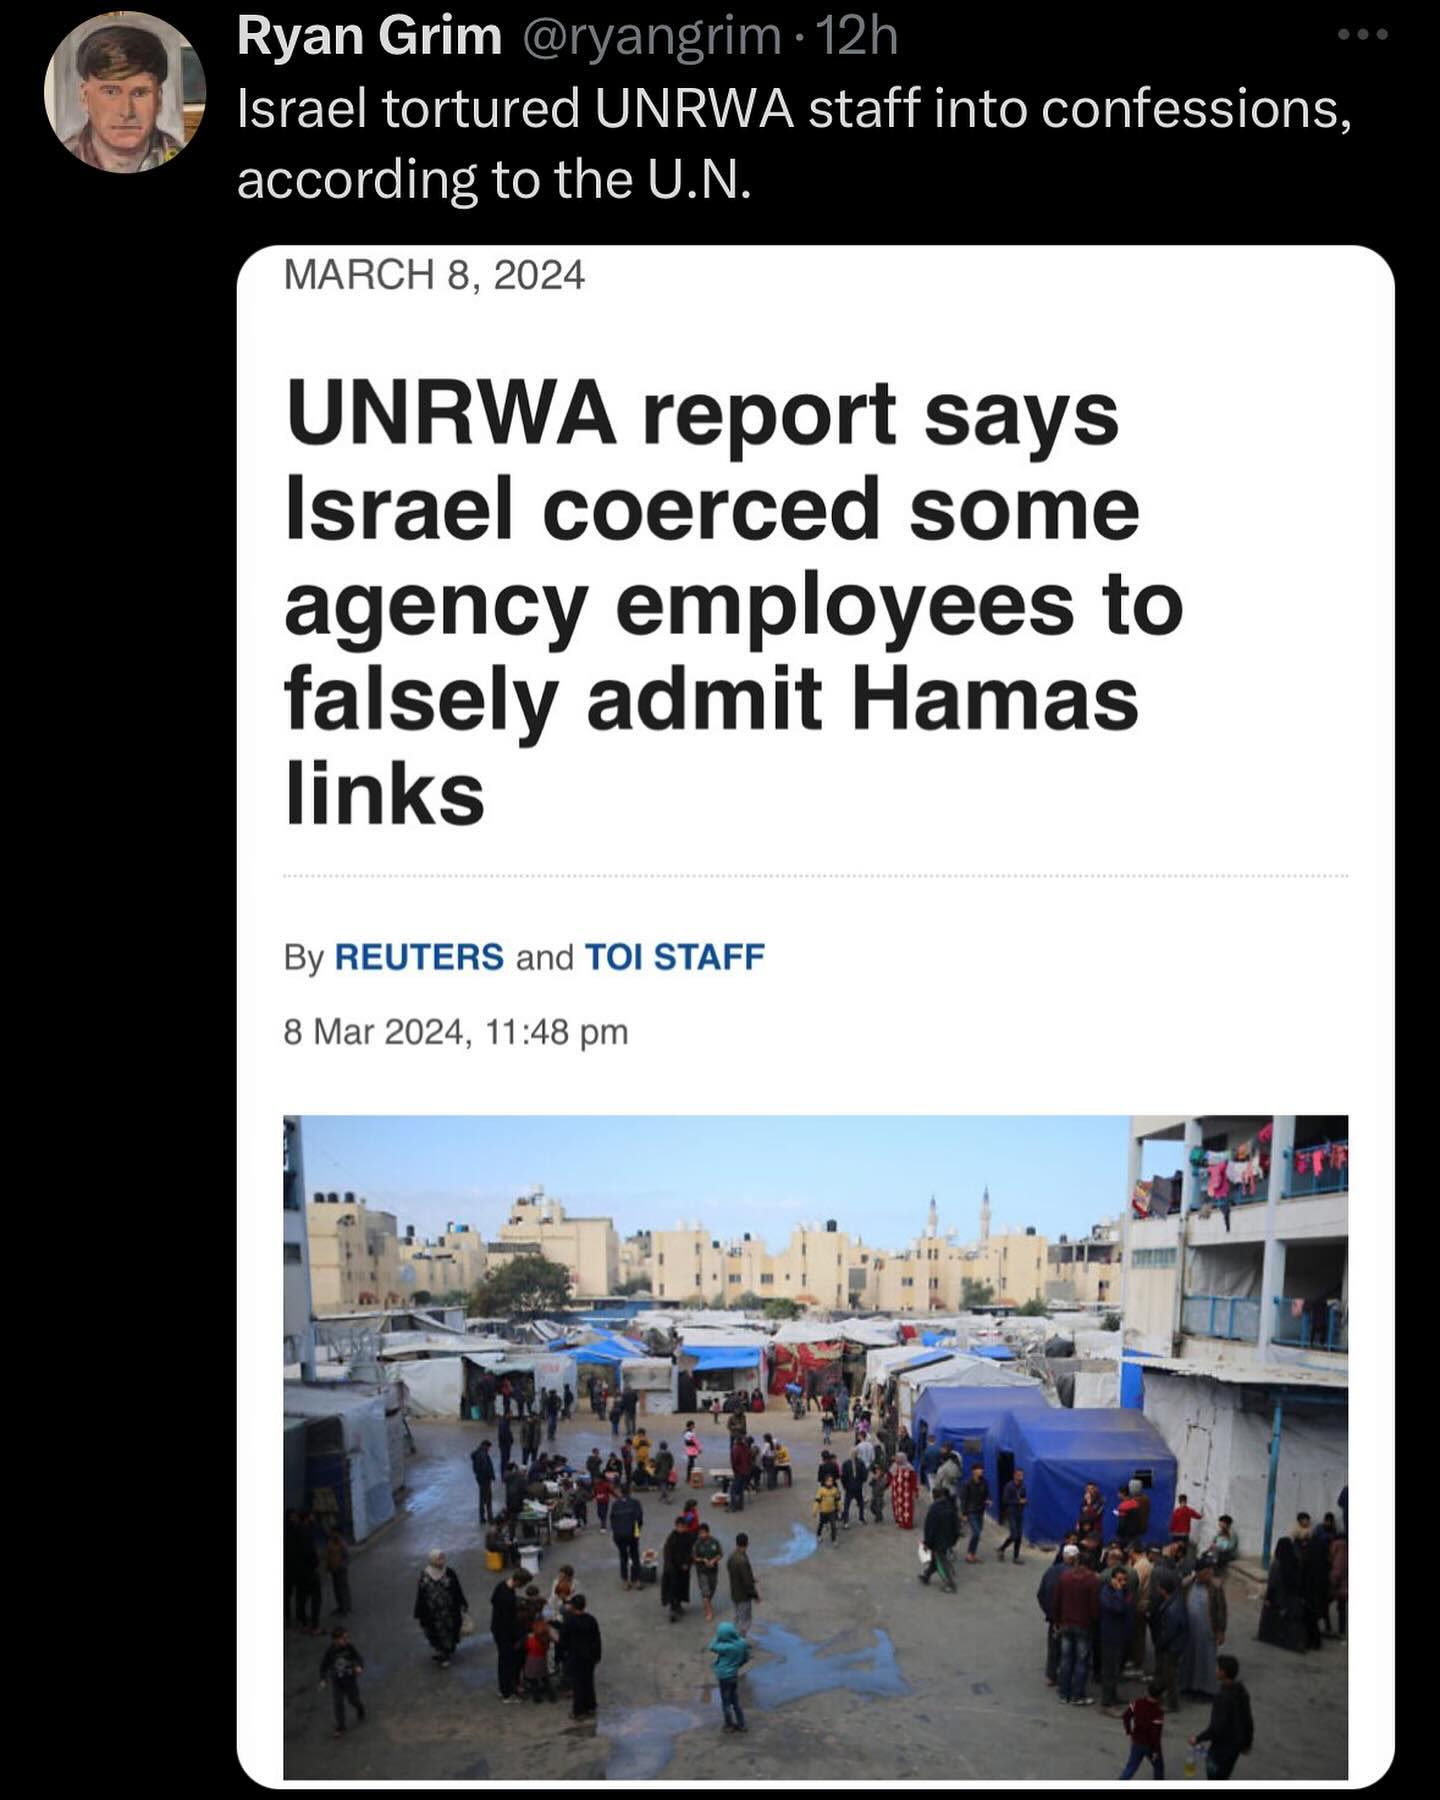 Ryan Grim @ryangrim · 12h
Israel tortured UNRWA staff into confessions,
according to the U.N.
MARCH 8, 2024
UNRWA report says
Israel coerced some
agency employees to
falsely admit Hamas
links
By REUTERS and TOI STAFF
8 Mar 2024, 11:48 pm